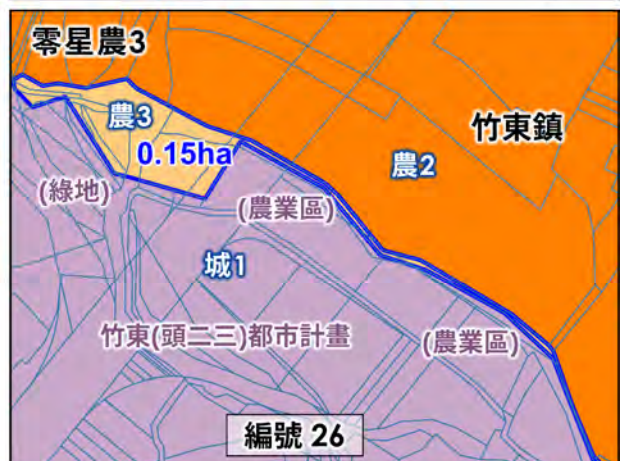 零星農3
農3
0.15ha
竹東鎮
農2
(綠地)
(農業區)
城1
竹東(頭二三)都市計畫
(農業區)
編號 26